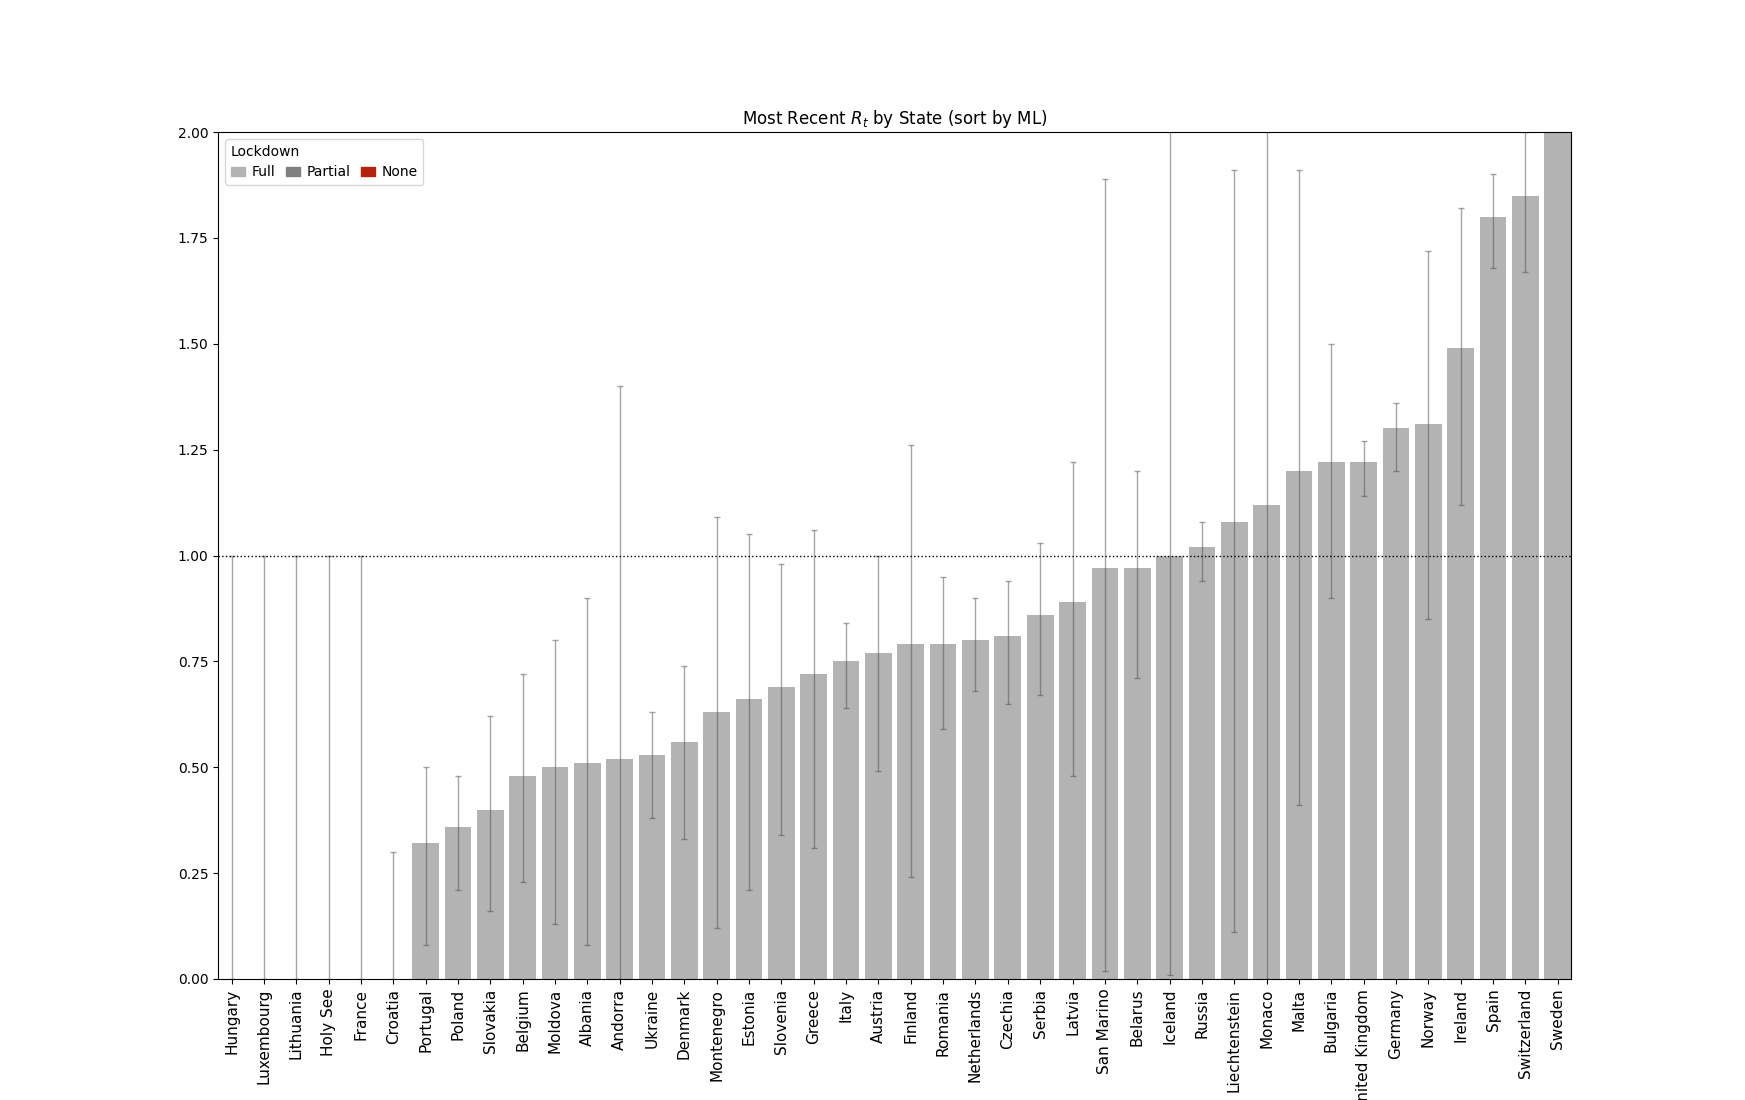 Most Recent Rt by State (sort by ML)
Lockdown
Full Partial None
2.00
1.75
1.50
1.25
1.00
0.75
0.50
0.25
0.00
Hungary
Luxembourg
Lithuania
Holy See
France
Croatia
Portugal
Poland
Slovakia
Belgium
Moldova
Albania
Andorra
Ukraine
Denmark
Montenegro
Estonia
Slovenia
Greece
Italy
Austria
Finland
Romania
Netherlands
Czechia
Serbia
Latvia
San Marino
Belarus
Iceland
Russia
Liechtenstein
Monaco
Malta
Bulgaria
nited Kingdom
Germany
Norway
Ireland
Spain
Switzerland
Sweden